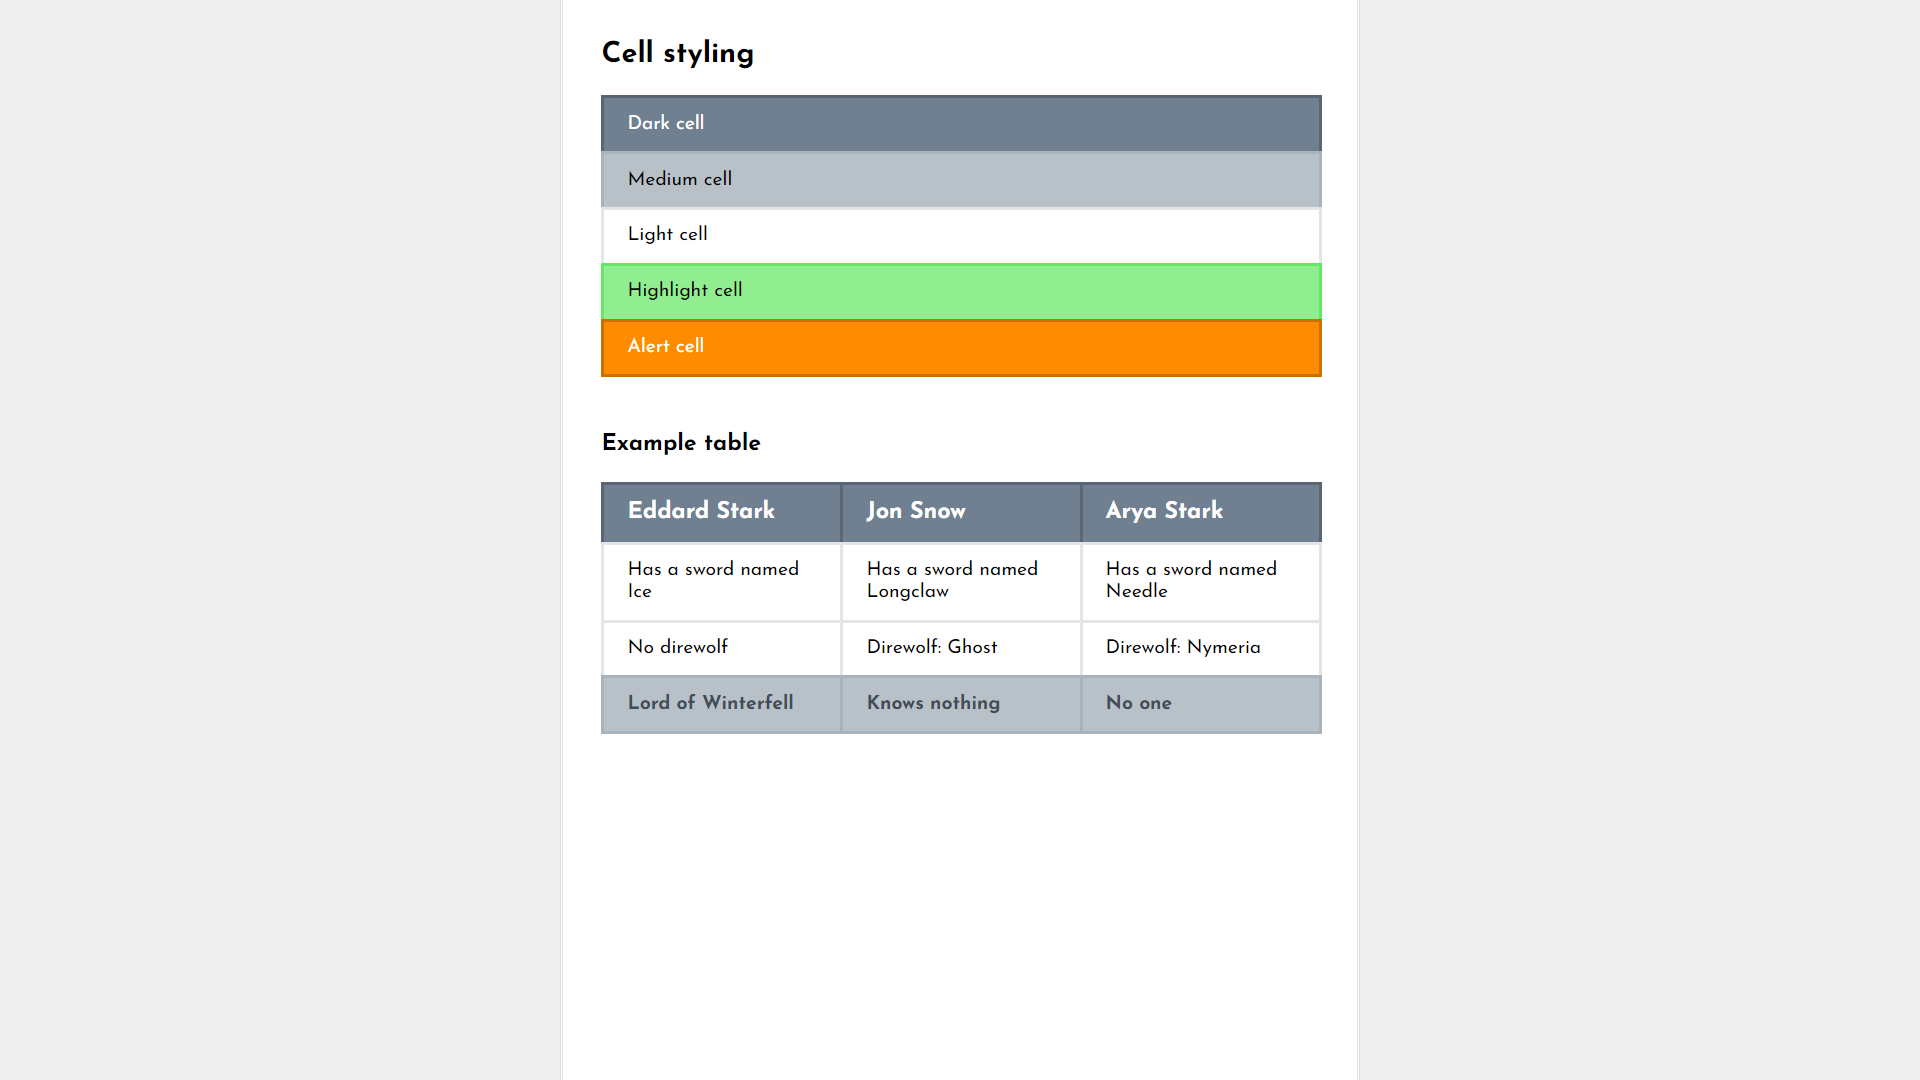 Cell styling
Dark cell
Medium cell
Light cell
Highlight cell
Alert cell
Example table
Eddard Stark Jon Snow Arya Stark
Has a sword named Has a sword named Has a sword named
Ice Longclaw Needle
No direwolf Direwolf: Ghost Direwolf: Nymeria
Lord of Winterfell Knows nothing No one